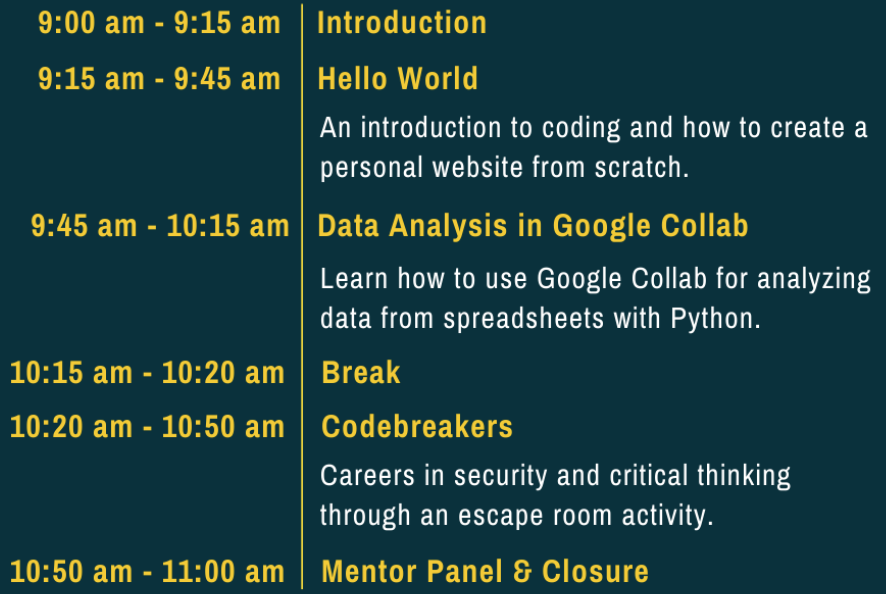 9:00 am - 9:15 am Introduction
9:15 am - 9:45 am Hello World
An introduction to coding and how to create a
personal website from scratch.
9:45 am - 10:15 am Data Analysis in Google Collab
Learn how to use Google Collab for analyzing
data from spreadsheets with Python.
10:15 am - 10:20 am Break
10:20 am - 10:50 am Codebreakers
Careers in security and critical thinking
through an escape room activity.
10:50 am - 11:00 am Mentor Panel & Closure